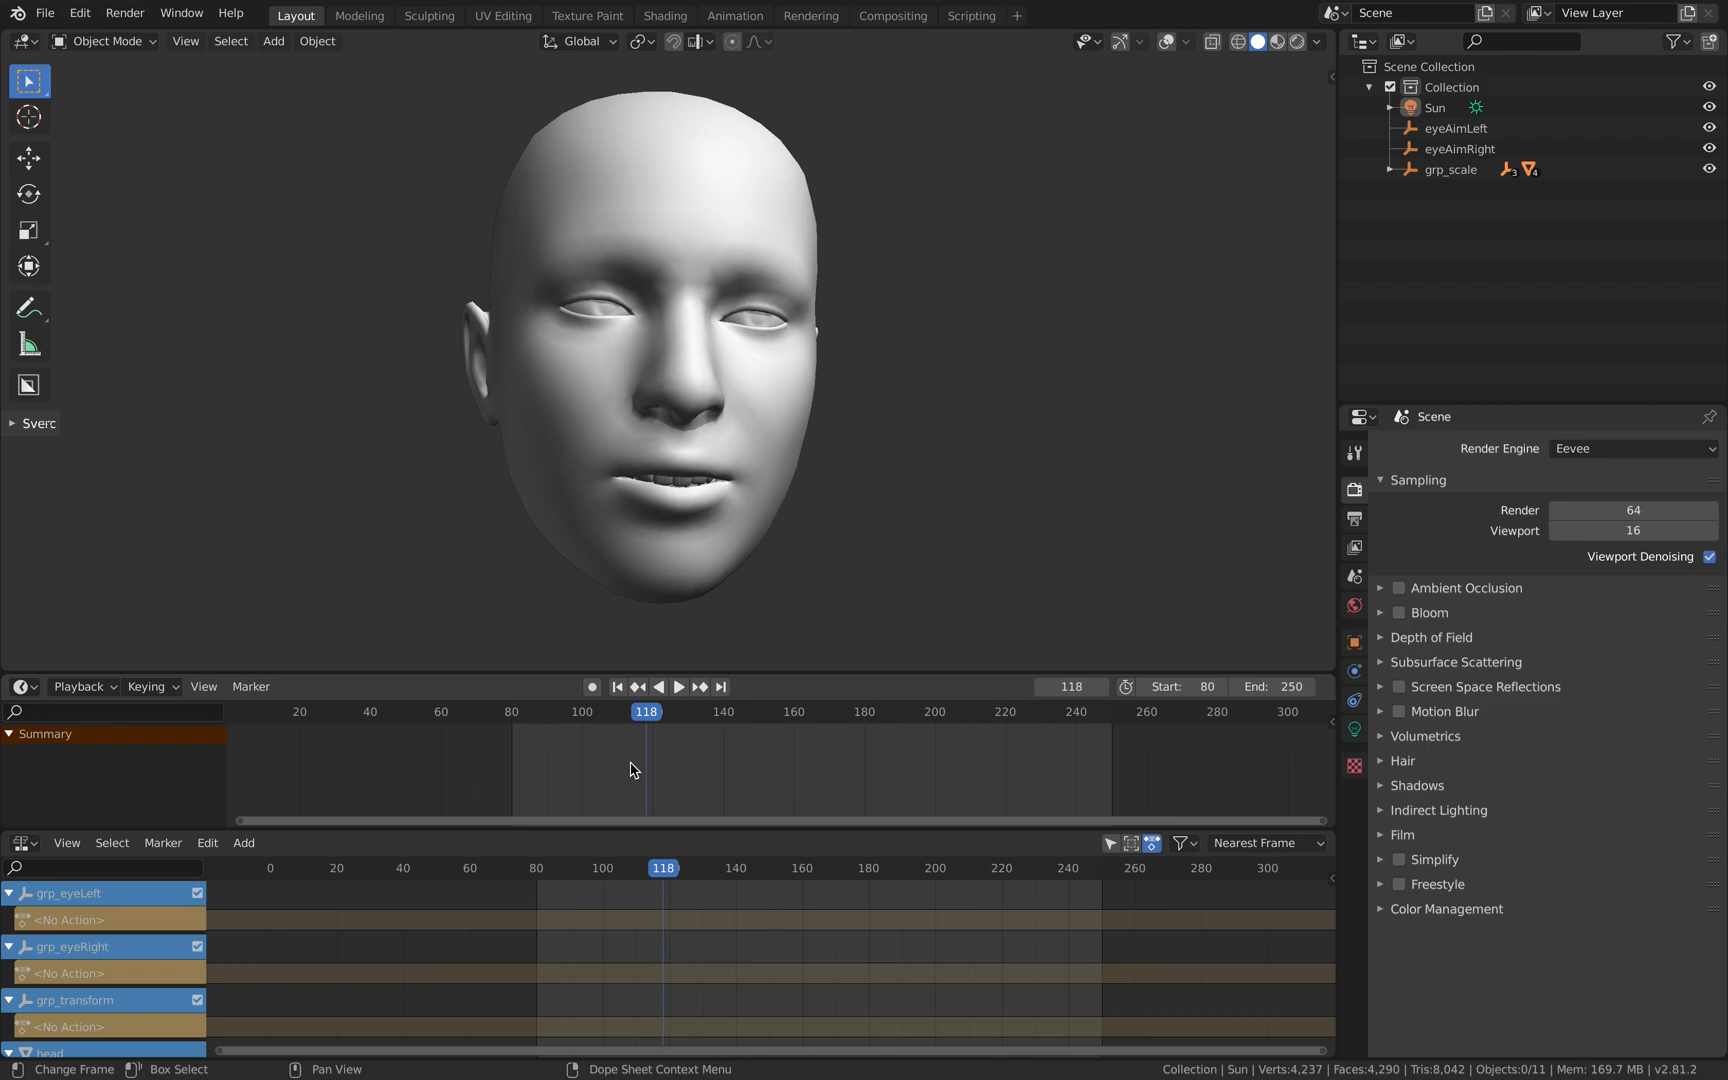 File Edit Render Window Help Layout Modeling Sculpting UV Editing Texture Paint Shading Animation Rendering Compositing Scripting + Scene View Layer
Object Mode View Select Add Object Global
Scene Collection
Collection
Sun
eyeAimLeft
eyeAimRight
grp_scale 3 4
Sverc
Scene
Render Engine Eevee
Sampling
Render 64
Viewport 16
Viewport Denoising
Ambient Occlusion
Bloom
Depth of Field
Subsurface Scattering
Screen Space Reflections
Motion Blur
Volumetrics
Hair
Shadows
Indirect Lighting
Film
Simplify
Freestyle
Color Management
Playback Keying View Marker 118 Start: 80 End: 250
20 40 60 80 100 118 140 160 180 200 220 240 260 280 300
Summary
View Select Marker Edit Add Nearest Frame
0 20 40 60 80 100 118 140 160 180 200 220 240 260 280 300
grp_eyeLeft
<No Action>
grp_eyeRight
<No Action>
grp_transform
<No Action>
head
Change Frame Box Select Pan View Dope Sheet Context Menu Collection | Sun | Verts:4,237 | Faces:4,290 | Tris:8,042 | Objects:0/11 | Mem: 169.7 MB | v2.81.2